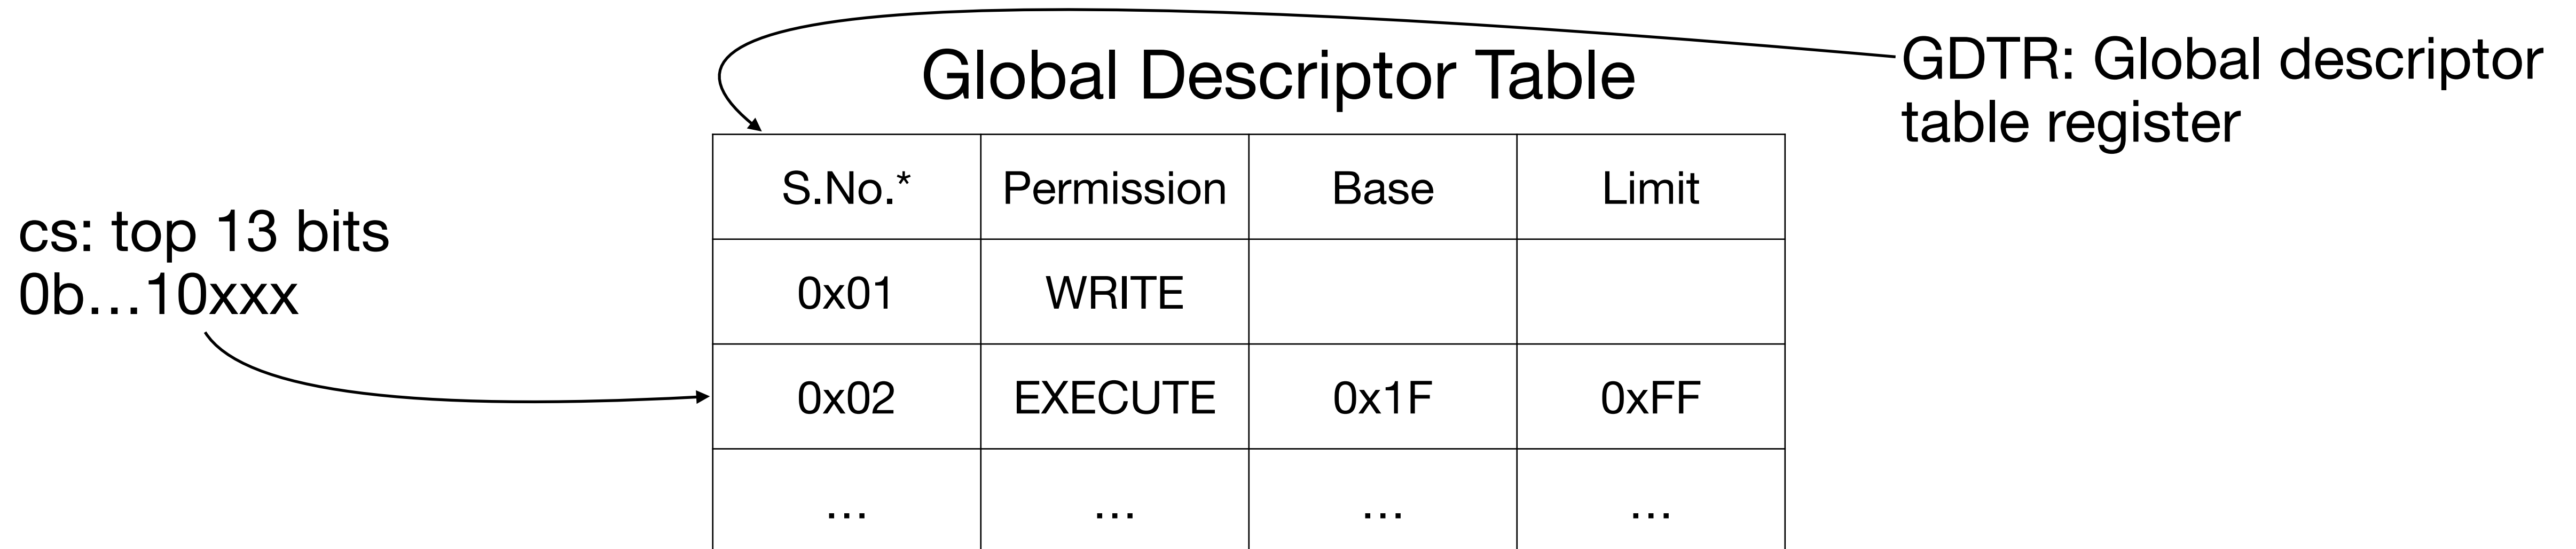 Global Descriptor Table
GDTR: Global descriptor
table register
cs: top 13 bits
0b...10xxx
S.No.* Permission Base Limit
0x01 WRITE
0x02 EXECUTE 0x1F 0xFF
... ... ... ...